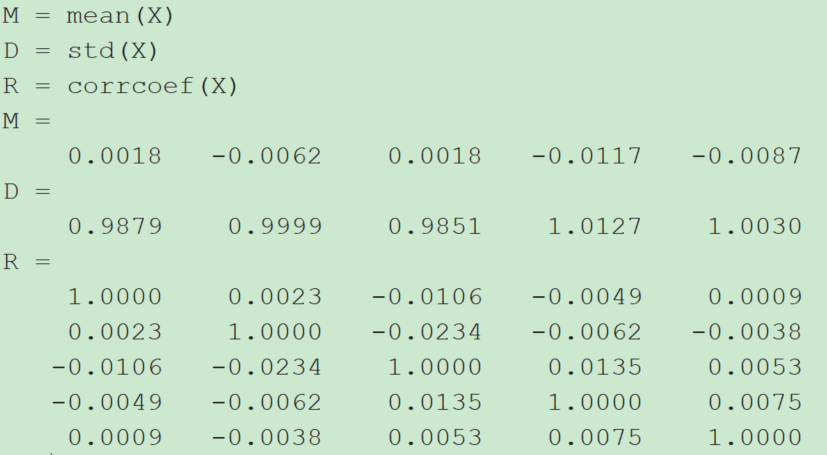 M = mean(X)
D = std(X)
R = corrcoef(X)
M =
0.0018 -0.0062 0.0018 -0.0117 -0.0087
D =
0.9879 0.9999 0.9851 1.0127 1.0030
R =
1.0000 0.0023 -0.0106 -0.0049 0.0009
0.0023 1.0000 -0.0234 -0.0062 -0.0038
-0.0106 -0.0234 1.0000 0.0135 0.0053
-0.0049 -0.0062 0.0135 1.0000 0.0075
0.0009 -0.0038 0.0053 0.0075 1.0000